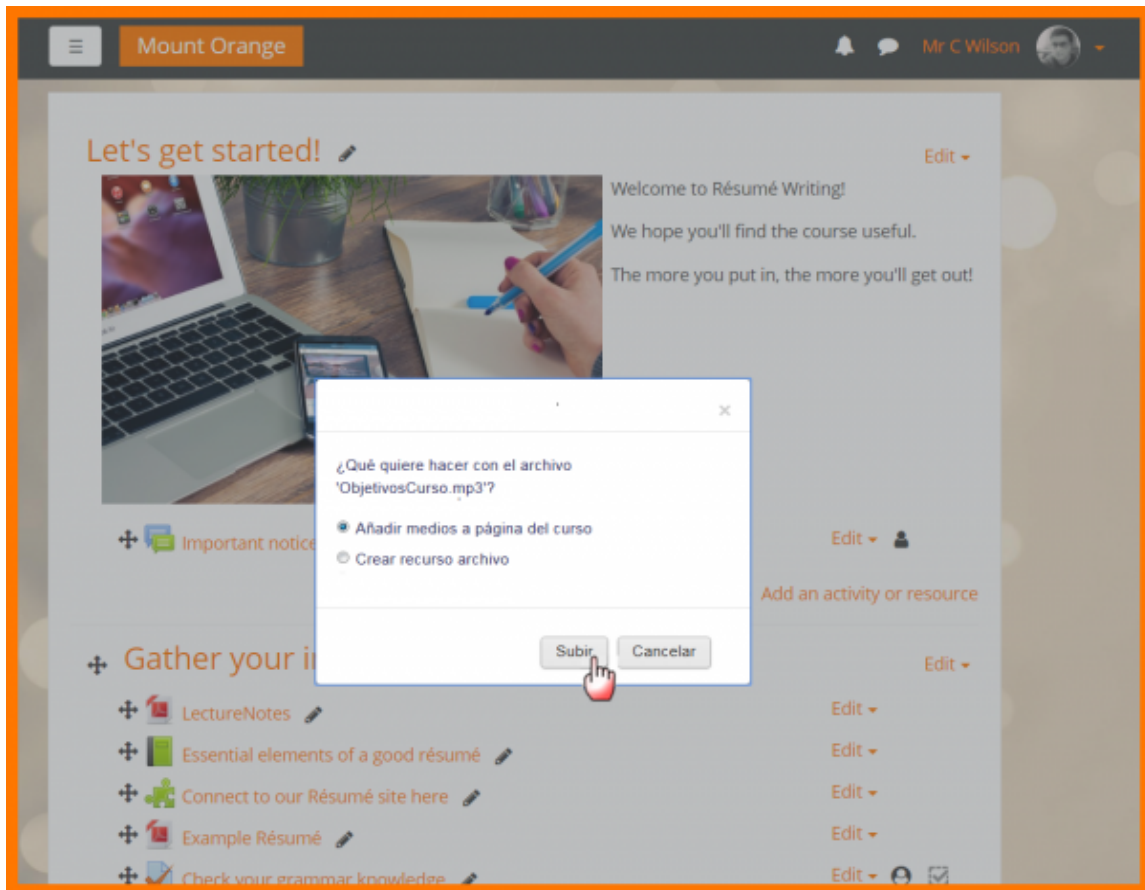 Mount Orange
Mr C Wilson
Let's get started!
Edit
Welcome to Résumé Writing!
We hope you'll find the course useful.
The more you put in, the more you'll get out!
¿Qué quiere hacer con el archivo
'ObjetivosCurso.mp3'?
Añadir medios a página del curso
Crear recurso archivo
Subir
Cancelar
Important notice
Edit
Add an activity or resource
Gather your
Edit
LectureNotes
Edit
Essential elements of a good résumé
Edit
Connect to our Résumé site here
Edit
Example Résumé
Edit
Check your grammar knowledge
Edit